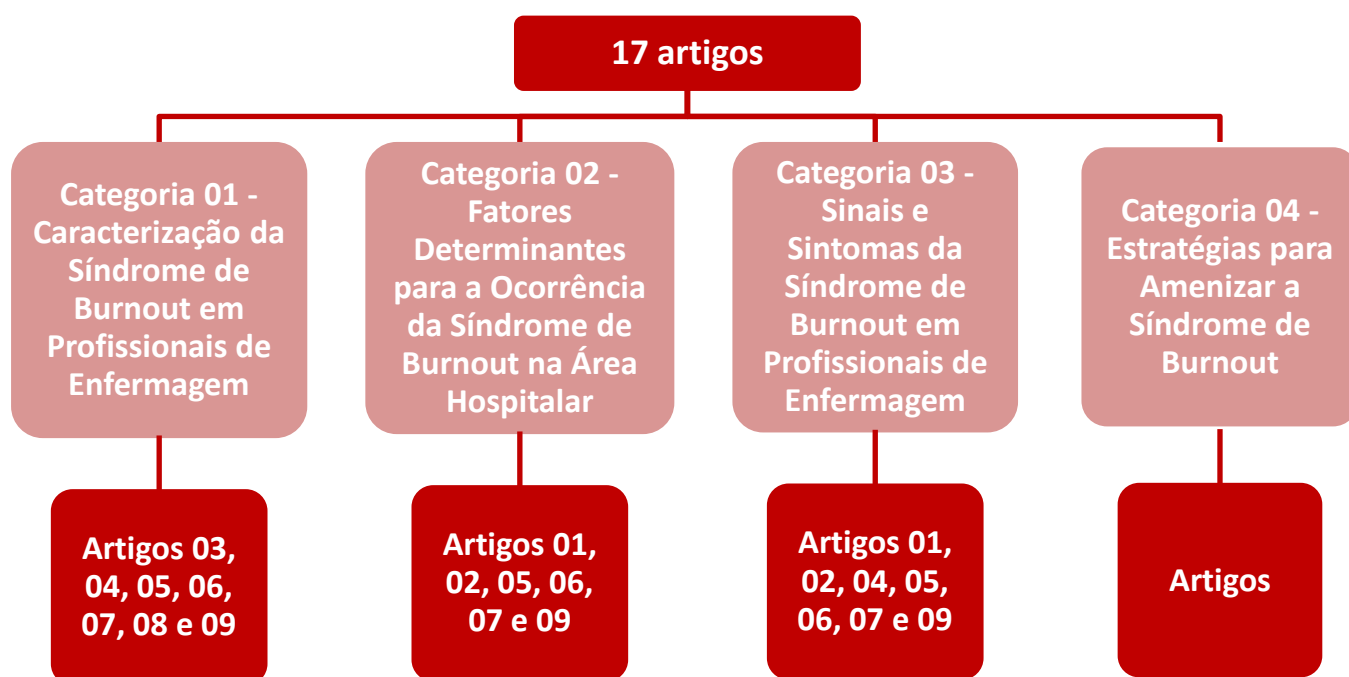 17 artigos
Categoria 01 -
Caracterização da
Síndrome de
Burnout em
Profissionais de
Enfermagem
Categoria 02 -
Fatores
Determinantes
para a Ocorrência
da Síndrome de
Burnout na Área
Hospitalar
Categoria 03 -
Sinais e
Sintomas da
Síndrome de
Burnout em
Profissionais de
Enfermagem
Categoria 04 -
Estratégias para
Amenizar a
Síndrome de
Burnout
Artigos 03,
04, 05, 06,
07, 08 e 09
Artigos 01,
02, 05, 06,
07 e 09
Artigos 01,
02, 04, 05,
06, 07 e 09
Artigos